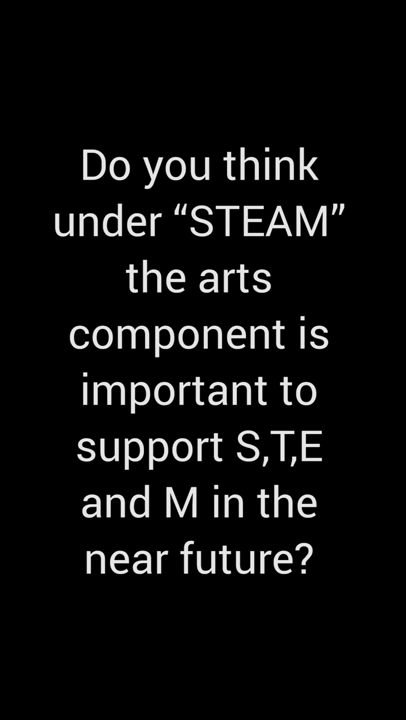 Do you think
under “STEAM”
the arts
component is
important to
support S,T,E
and M in the
near future?